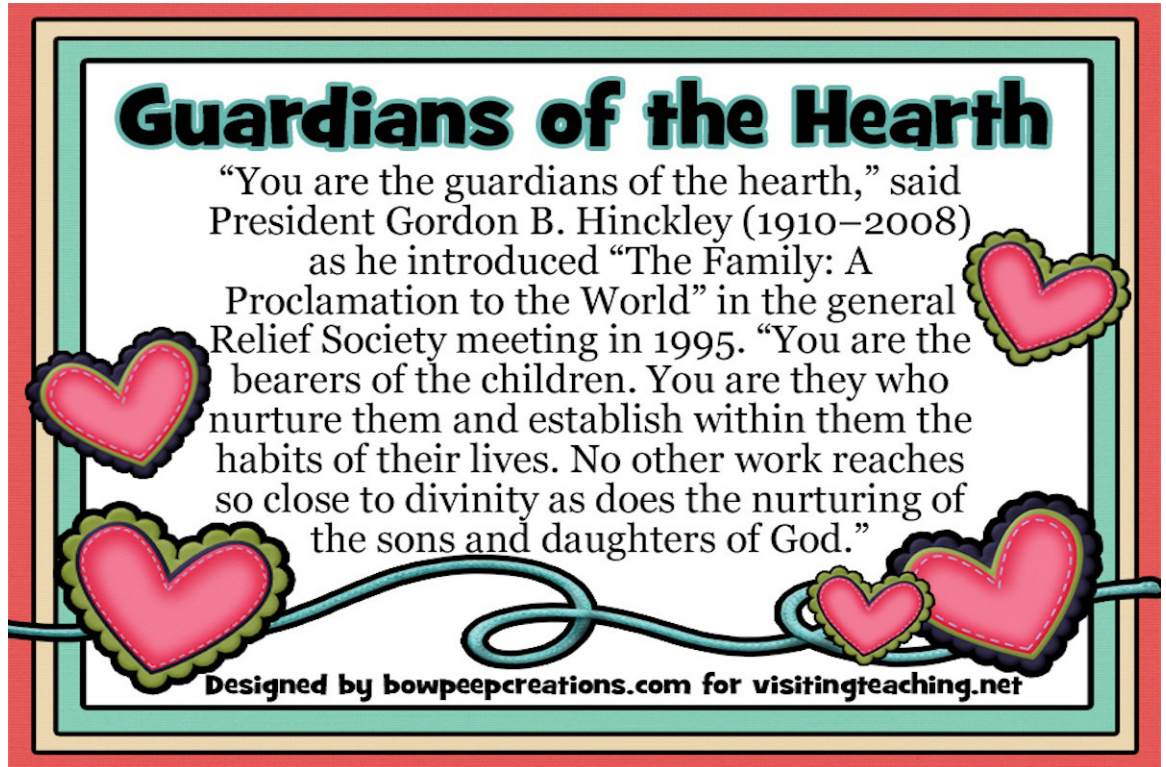 Guardians of the Hearth
“You are the guardians of the hearth,” said
President Gordon B. Hinckley (1910–2008)
as he introduced “The Family: A
Proclamation to the World” in the general
Relief Society meeting in 1995. “You are the
bearers of the children. You are they who
nurture them and establish within them the
habits of their lives. No other work reaches
so close to divinity as does the nurturing of
the sons and daughters of God.”
Designed by bowpeepcreations.com for visitingteaching.net